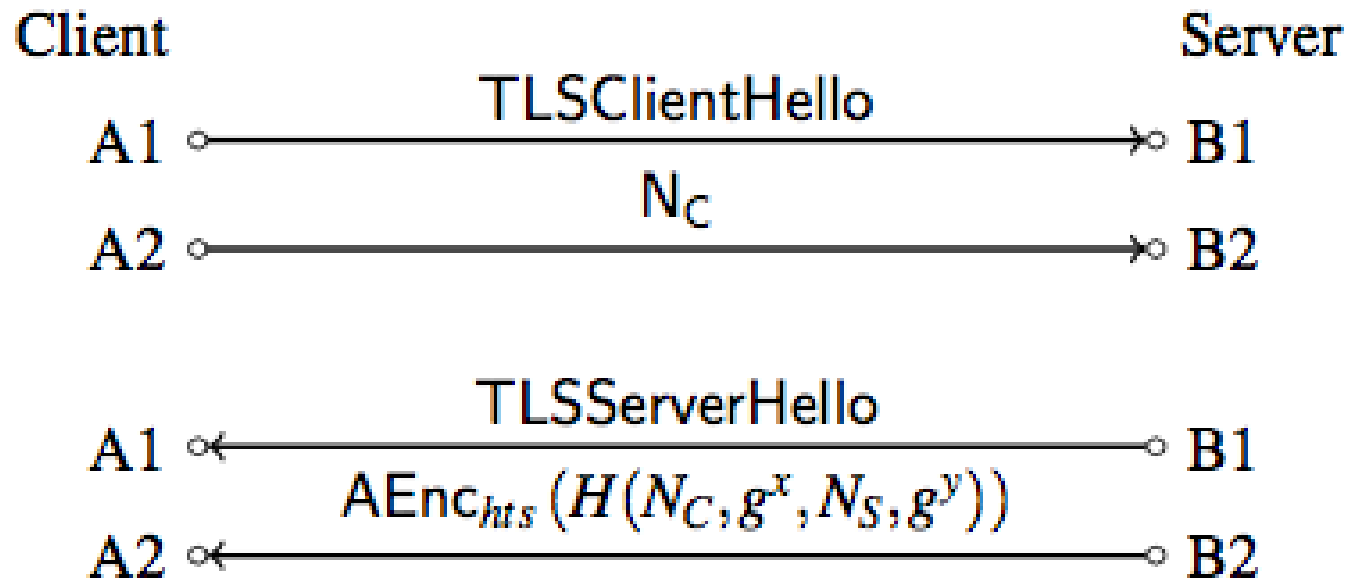 Client Server
TLSClientHello
A1 B1
N_C
A2 B2
TLSServerHello
A1 B1
AEnc_hts (H(N_C, g^x, N_S, g^y))
A2 B2